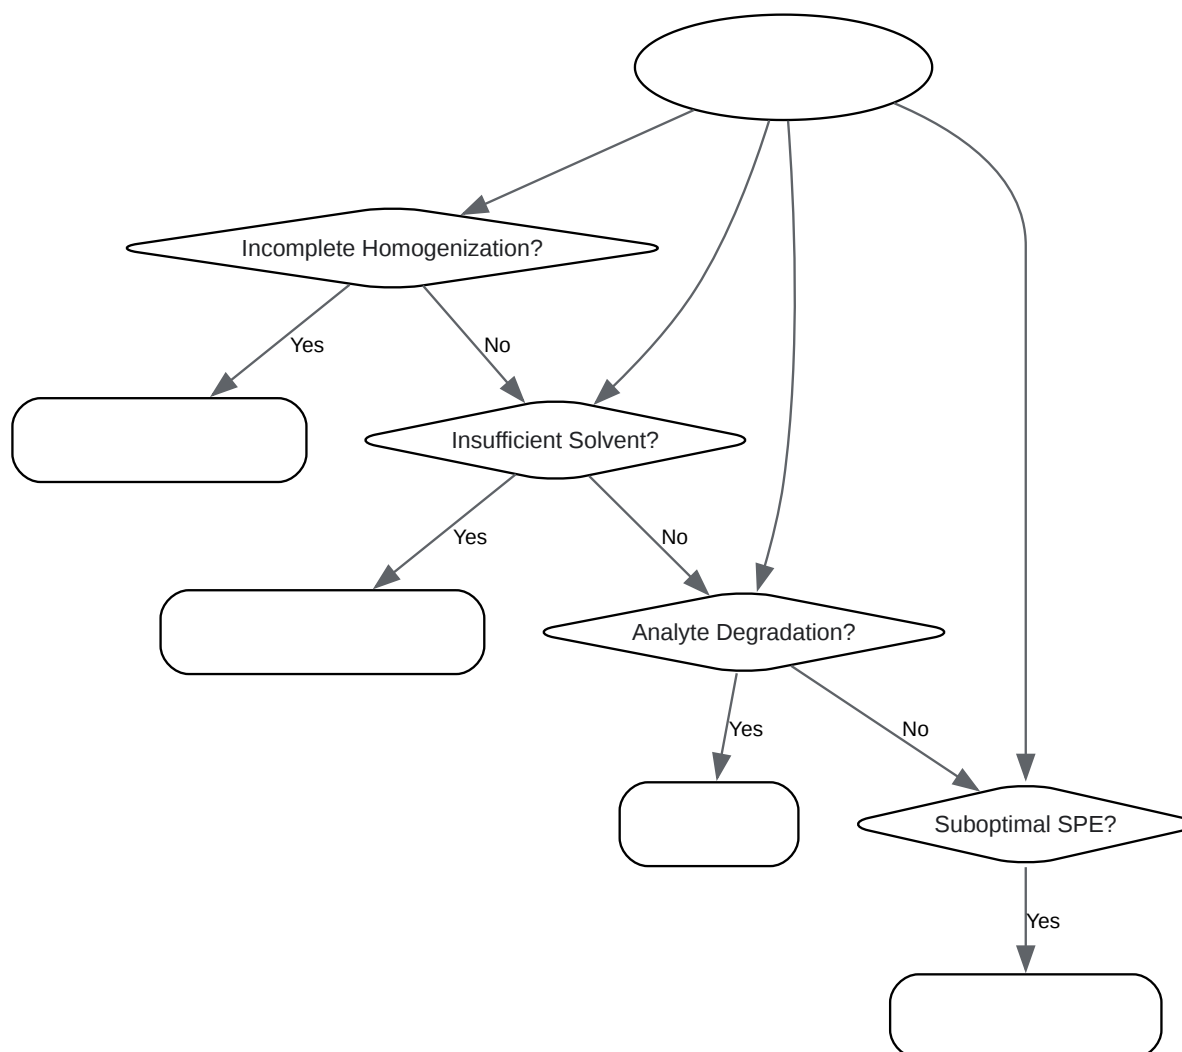 Incomplete Homogenization?
Yes
No
Insufficient Solvent?
Yes
No
Analyte Degradation?
Yes
No
Suboptimal SPE?
Yes